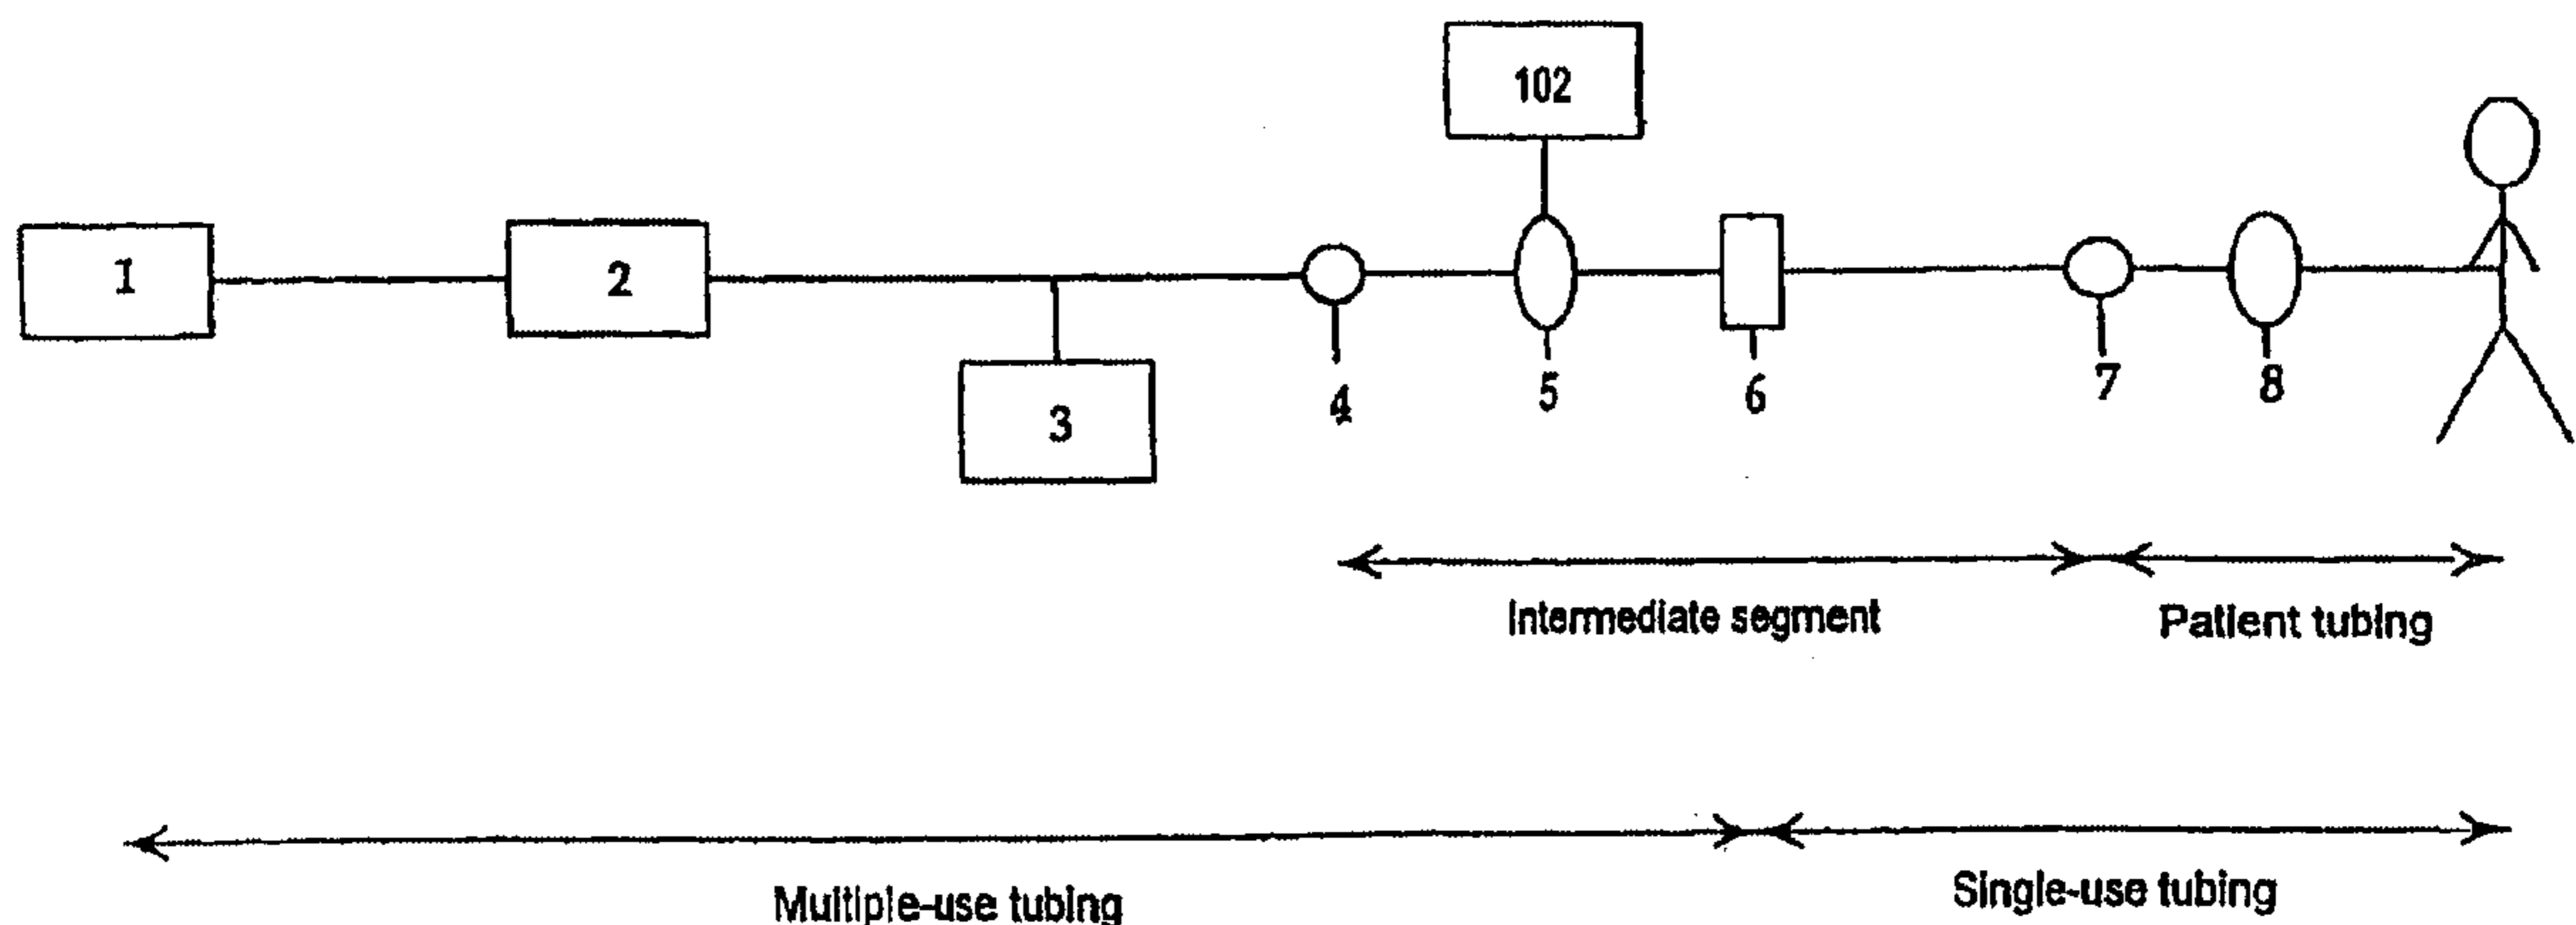 102
1
2
3
4
5
6
7
8
Intermediate segment
Patient tubing
Multiple-use tubing
Single-use tubing